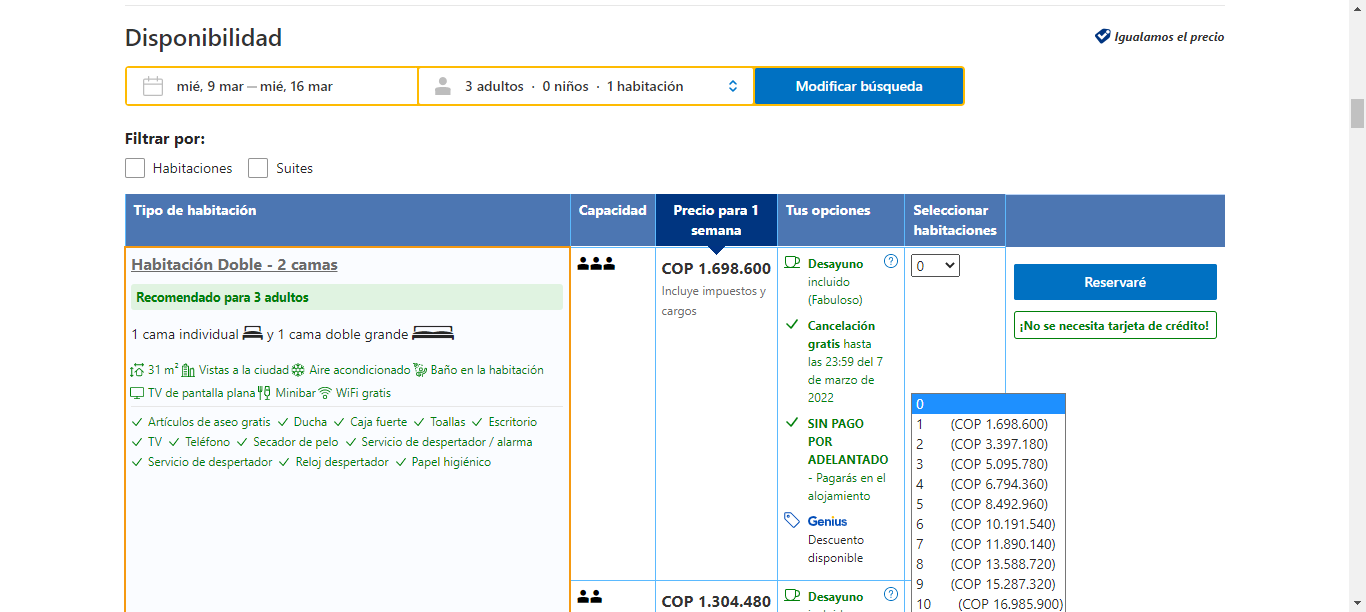 Disponibilidad
Igualamos el precio
mié, 9 mar — mié, 16 mar
3 adultos · 0 niños · 1 habitación
Modificar búsqueda
Filtrar por:
Habitaciones
Suites
Tipo de habitación
Capacidad
Precio para 1
semana
Tus opciones
Seleccionar
habitaciones
Habitación Doble - 2 camas
Recomendado para 3 adultos
1 cama individual y 1 cama doble grande
31 m² Vistas a la ciudad Aire acondicionado Baño en la habitación
TV de pantalla plana Minibar WiFi gratis
Artículos de aseo gratis Ducha Caja fuerte Toallas Escritorio
TV Teléfono Secador de pelo Servicio de despertador / alarma
Servicio de despertador Reloj despertador Papel higiénico
COP 1.698.600
Incluye impuestos y
cargos
Desayuno
incluido
(Fabuloso)
Cancelación
gratis hasta
las 23:59 del 7
de marzo de
2022
SIN PAGO
POR
ADELANTADO
- Pagarás en el
alojamiento
Genius
Descuento
disponible
0
Reservaré
¡No se necesita tarjeta de crédito!
0
1 (COP 1.698.600)
2 (COP 3.397.180)
3 (COP 5.095.780)
4 (COP 6.794.360)
5 (COP 8.492.960)
6 (COP 10.191.540)
7 (COP 11.890.140)
8 (COP 13.588.720)
9 (COP 15.287.320)
10 (COP 16.985.900)
COP 1.304.480
Desayuno